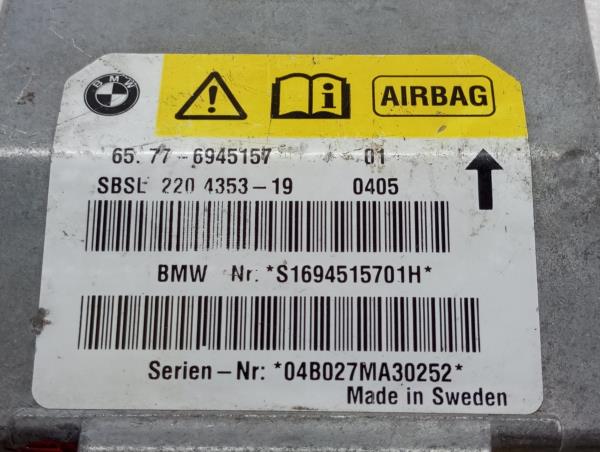 BMW
AIRBAG
65.77-6945157 01
SBSL 220 4353-19 0405
BMW Nr: *S1694515701H*
Serien-Nr: *04B027MA30252*
Made in Sweden